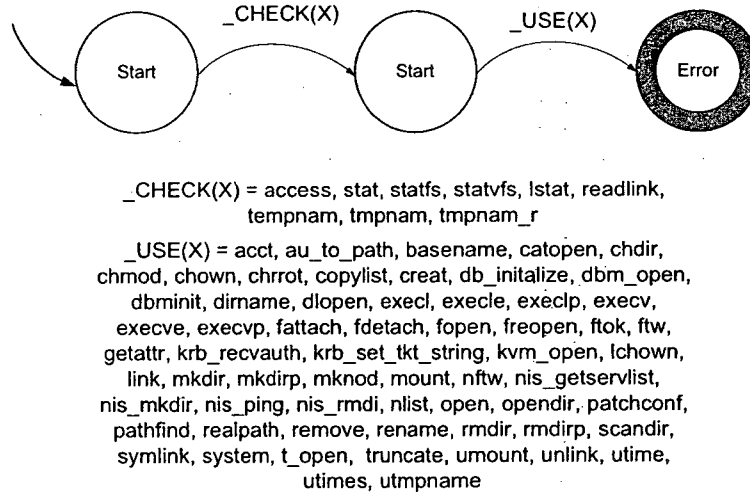 _CHECK(X)
_USE(X)
Start
Start
Error
_CHECK(X) = access, stat, statfs, statvfs, lstat, readlink,
tempnam, tmpnam, tmpnam_r
_USE(X) = acct, au_to_path, basename, catopen, chdir,
chmod, chown, chrrot, copylist, creat, db_initalize, dbm_open,
dbminit, dirname, dlopen, execl, execle, execlp, execv,
execve, execvp, fattach, fdetach, fopen, freopen, ftok, ftw,
getattr, krb_recvauth, krb_set_tkt_string, kvm_open, lchown,
link, mkdir, mkdirp, mknod, mount, nftw, nis_getservlist,
nis_mkdir, nis_ping, nis_rmdi, nlist, open, opendir, patchconf,
pathfind, realpath, remove, rename, rmdir, rmdirp, scandir,
symlink, system, t_open, truncate, umount, unlink, utime,
utimes, utmpname